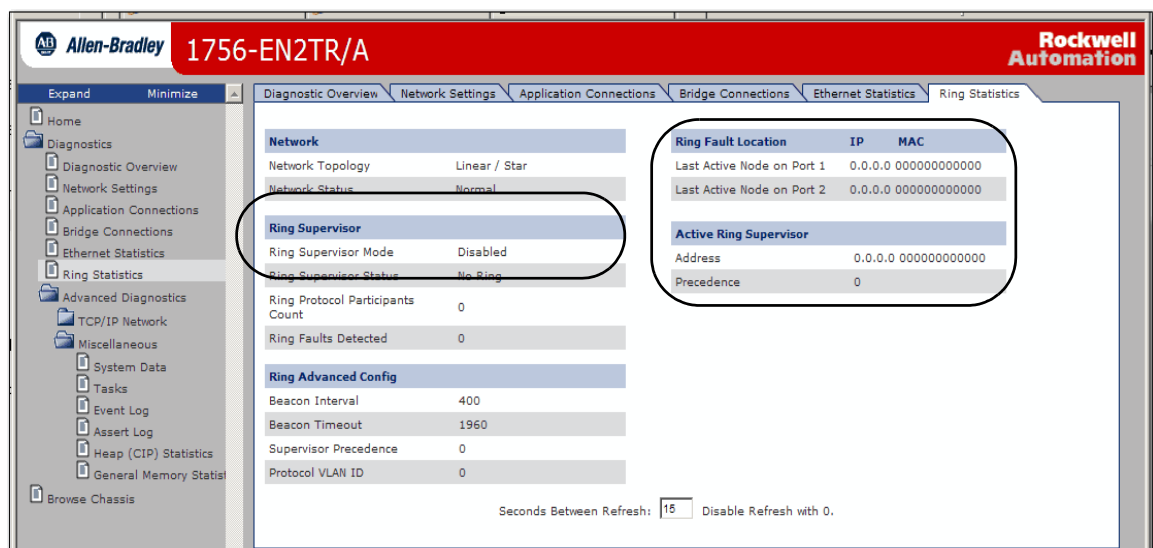 AB Allen-Bradley
1756-EN2TR/A
Rockwell
Automation
Expand Minimize
Home
Diagnostics
Diagnostic Overview
Network Settings
Application Connections
Bridge Connections
Ethernet Statistics
Ring Statistics
Advanced Diagnostics
TCP/IP Network
Miscellaneous
System Data
Tasks
Event Log
Assert Log
Heap (CIP) Statistics
General Memory Statist
Browse Chassis
Diagnostic Overview Network Settings Application Connections Bridge Connections Ethernet Statistics Ring Statistics
Network
Network Topology Linear / Star
Network Status Normal
Ring Supervisor
Ring Supervisor Mode Disabled
Ring Supervisor Status No Ring
Ring Protocol Participants
Count 0
Ring Faults Detected 0
Ring Advanced Config
Beacon Interval 400
Beacon Timeout 1960
Supervisor Precedence 0
Protocol VLAN ID 0
Ring Fault Location IP MAC
Last Active Node on Port 1 0.0.0.0 000000000000
Last Active Node on Port 2 0.0.0.0 000000000000
Active Ring Supervisor
Address 0.0.0.0 000000000000
Precedence 0
Seconds Between Refresh: 15 Disable Refresh with 0.